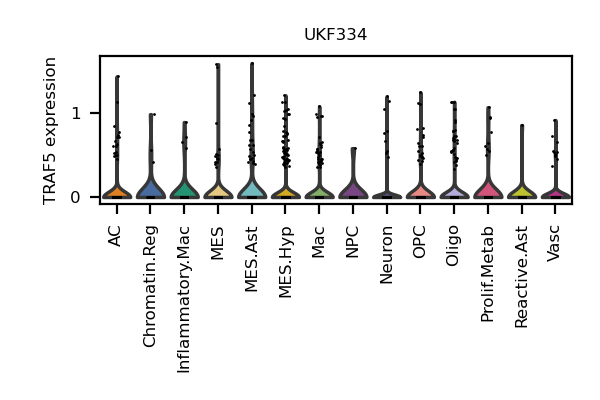 UKF334
TRAF5 expression
1
0
AC
Chromatin.Reg
Inflammatory.Mac
MES
MES.Ast
MES.Hyp
Mac
NPC
Neuron
OPC
Oligo
Prolif.Metab
Reactive.Ast
Vasc